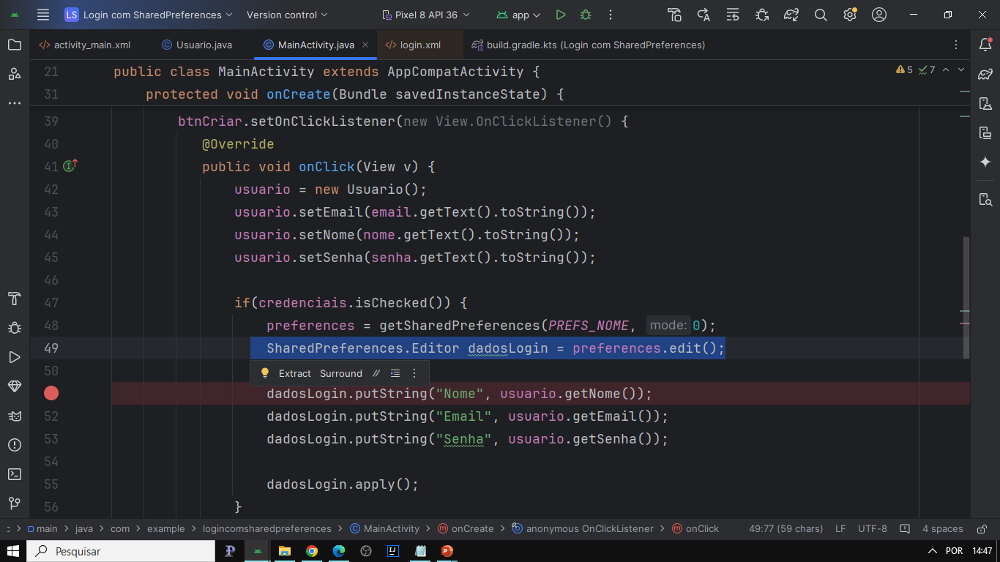 LS Login com SharedPreferences Version control Pixel 8 API 36 app
activity_main.xml Usuario.java MainActivity.java login.xml build.gradle.kts (Login com SharedPreferences)
21 public class MainActivity extends AppCompatActivity { 5 7
31 protected void onCreate(Bundle savedInstanceState) {
39 btnCriar.setOnClickListener(new View.OnClickListener() {
40 @Override
41 public void onClick(View v) {
42 usuario = new Usuario();
43 usuario.setEmail(email.getText().toString());
44 usuario.setNome(nome.getText().toString());
45 usuario.setSenha(senha.getText().toString());
46
47 if(credenciais.isChecked()) {
48 preferences = getSharedPreferences(PREFS_NOME, mode: 0);
49 SharedPreferences.Editor dadosLogin = preferences.edit();
50
Extract Surround
dadosLogin.putString("Nome", usuario.getNome());
52 dadosLogin.putString("Email", usuario.getEmail());
53 dadosLogin.putString("Senha", usuario.getSenha());
54
55 dadosLogin.apply();
56 }
c > main > java > com > example > logincomsharedpreferences > MainActivity > onCreate > anonymous OnClickListener > onClick 49:77 (59 chars) LF UTF-8 4 spaces
Pesquisar POR 14:47